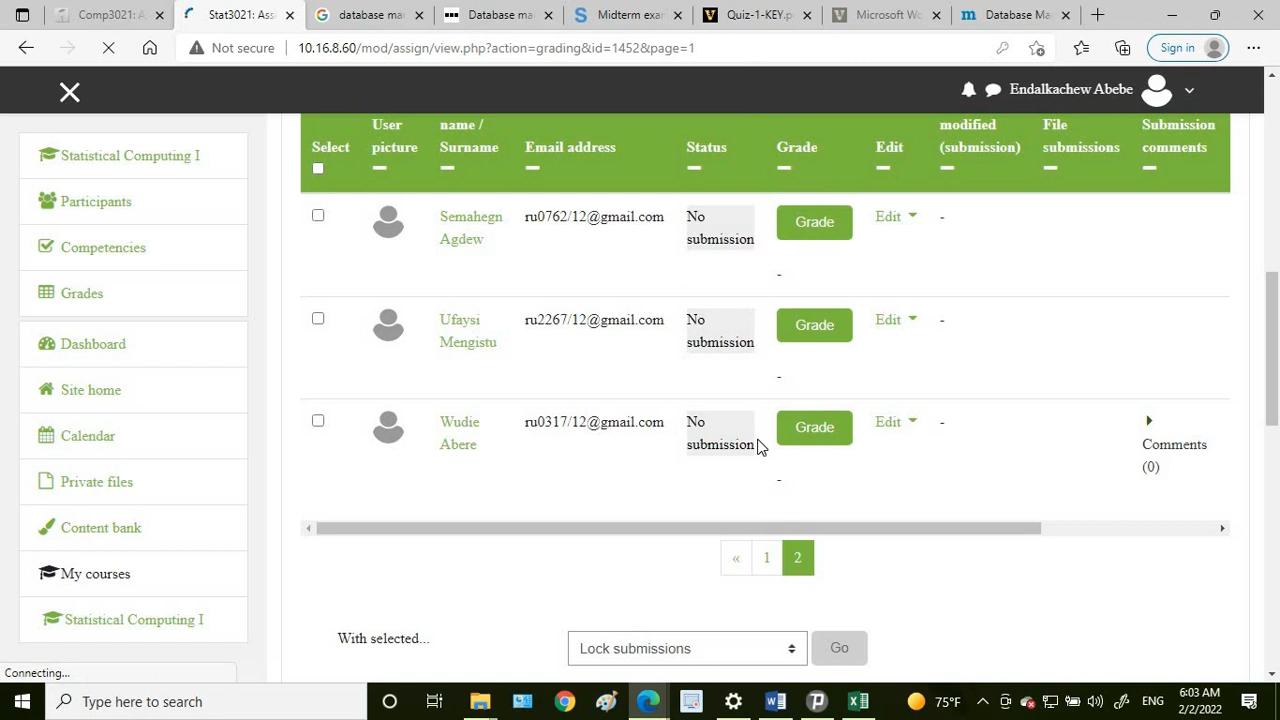 Comp3021: A
Stat3021: Ass
database ma
Database ma
Midterm exa
Quiz-1-KEY.p
Microsoft Wo
Database Ma
Not secure
10.16.8.60/mod/assign/view.php?action=grading&id=1452&page=1
Sign in
Endalkachew Abebe
Statistical Computing I
Participants
Competencies
Grades
Dashboard
Site home
Calendar
Private files
Content bank
My courses
Statistical Computing I
Select
User
picture
name /
Surname
Email address
Status
Grade
Edit
modified
(submission)
File
submissions
Submission
comments
Semahegn
Agdew
ru0762/12@gmail.com
No
submission
Grade
-
Edit
-
Ufaysi
Mengistu
ru2267/12@gmail.com
No
submission
Grade
-
Edit
-
Wudie
Abere
ru0317/12@gmail.com
No
submission
Grade
-
Edit
-
Comments
(0)
« 1 2
With selected...
Lock submissions
Go
Connecting...
Type here to search
75°F
ENG
6:03 AM
2/2/2022